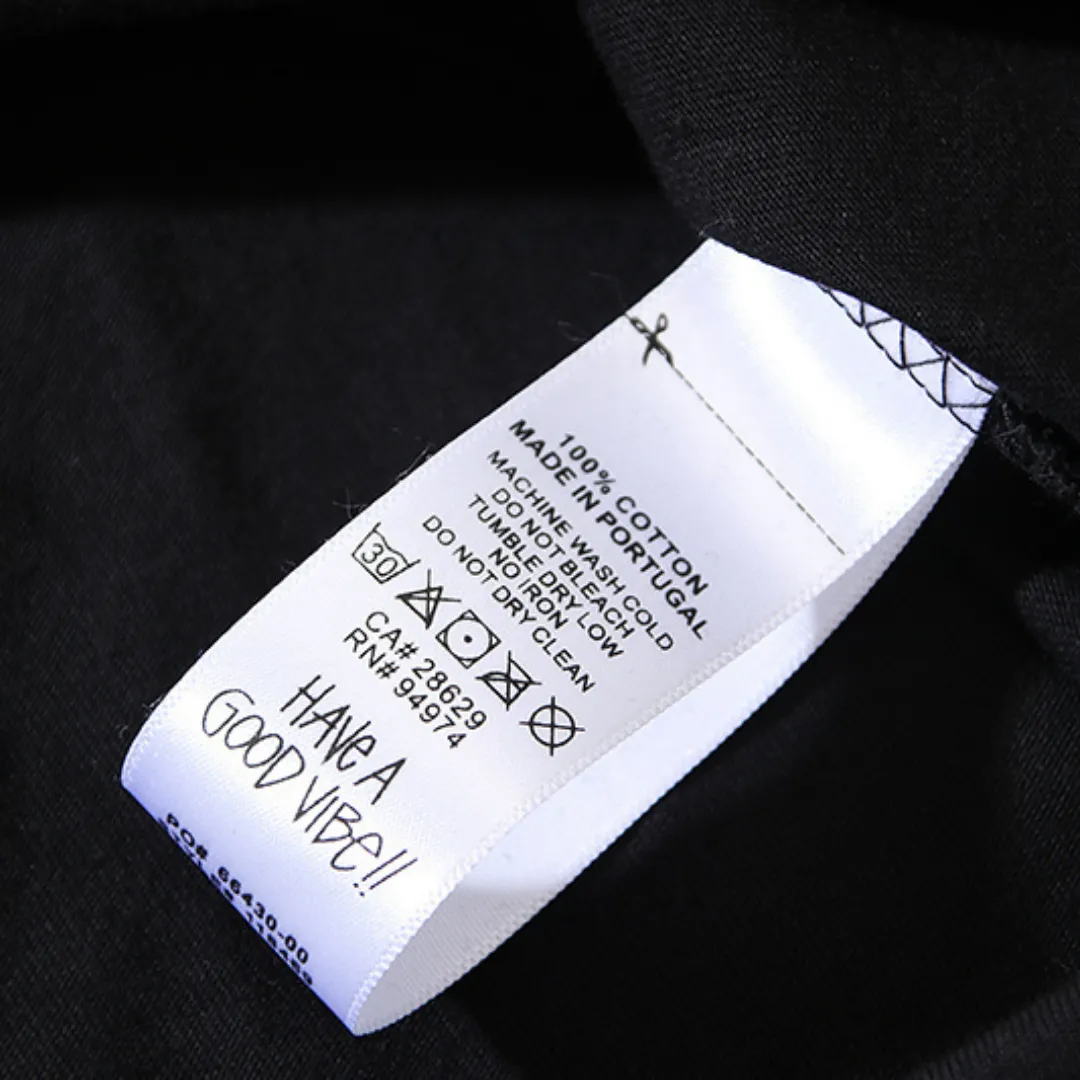 100% COTTON
MADE IN PORTUGAL
MACHINE WASH COLD
DO NOT BLEACH
TUMBLE DRY LOW
NO IRON
DO NOT DRY CLEAN
30
CA# 28629
RN# 94974
HAVE A
GOOD VIBE!!
PO# 66430-00